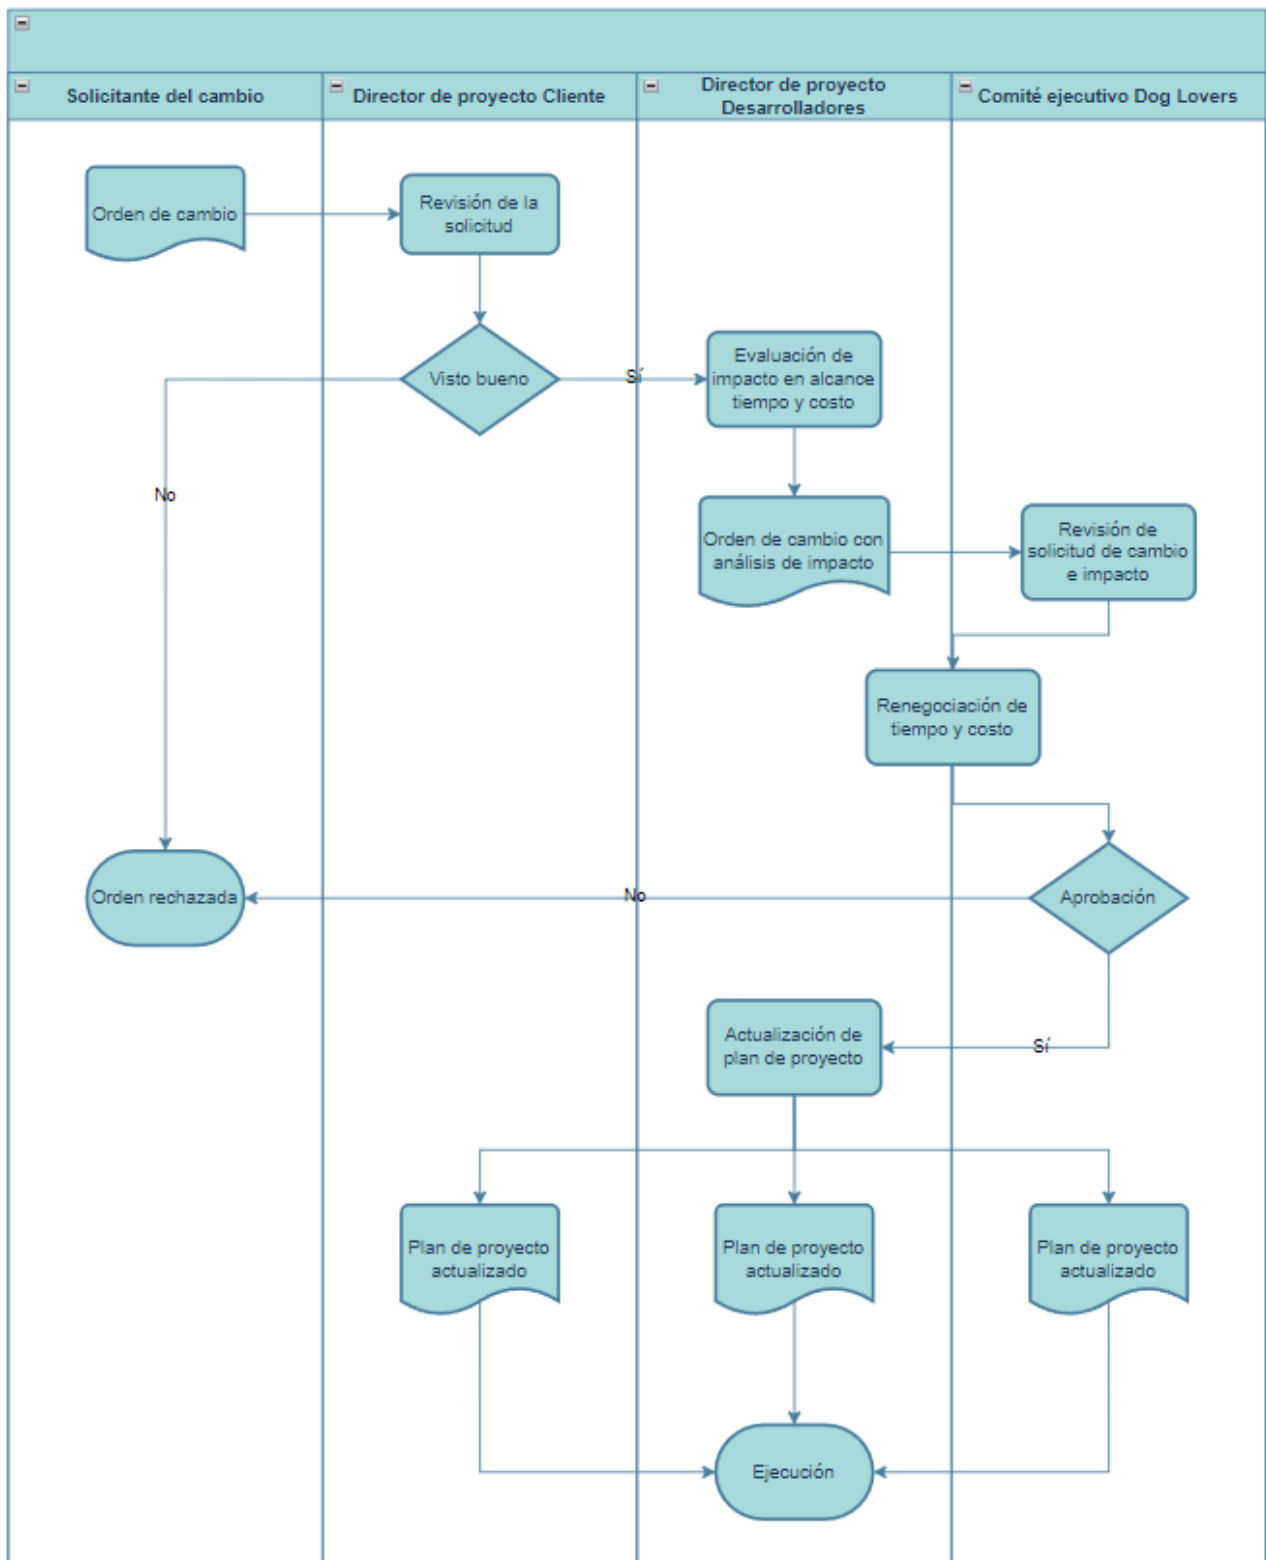 Solicitante del cambio
Director de proyecto Cliente
Director de proyecto
Desarrolladores
Comité ejecutivo Dog Lovers
Orden de cambio
Revisión de la
solicitud
Visto bueno
Sí
Evaluación de
impacto en alcance
tiempo y costo
No
Orden de cambio con
análisis de impacto
Revisión de
solicitud de cambio
e impacto
Renegociación de
tiempo y costo
Orden rechazada
No
Aprobación
Actualización de
plan de proyecto
Sí
Plan de proyecto
actualizado
Plan de proyecto
actualizado
Plan de proyecto
actualizado
Ejecución